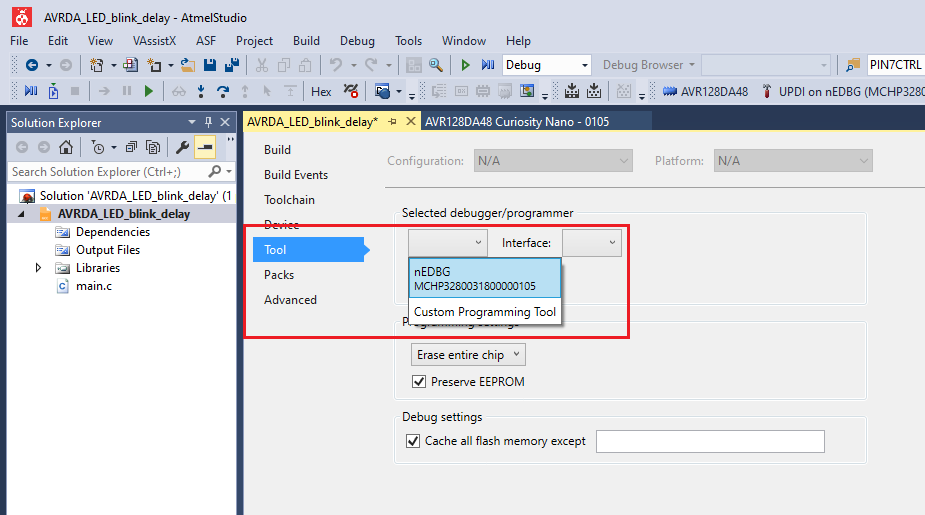 AVRDA_LED_blink_delay - AtmelStudio
File Edit View VAssistX ASF Project Build Debug Tools Window Help
Debug Debug Browser PIN7CTRL
Hex AVR128DA48 UPDI on nEDBG (MCHP3280
Solution Explorer
AVRDA_LED_blink_delay* AVR128DA48 Curiosity Nano - 0105
Search Solution Explorer (Ctrl+;)
Solution 'AVRDA_LED_blink_delay' (1
AVRDA_LED_blink_delay
Dependencies
Output Files
Libraries
main.c
Build
Build Events
Toolchain
Device
Tool
Packs
Advanced
Configuration: N/A Platform: N/A
Selected debugger/programmer
Interface:
nEDBG
MCHP3280031800000105
Custom Programming Tool
Programming settings
Erase entire chip
Preserve EEPROM
Debug settings
Cache all flash memory except